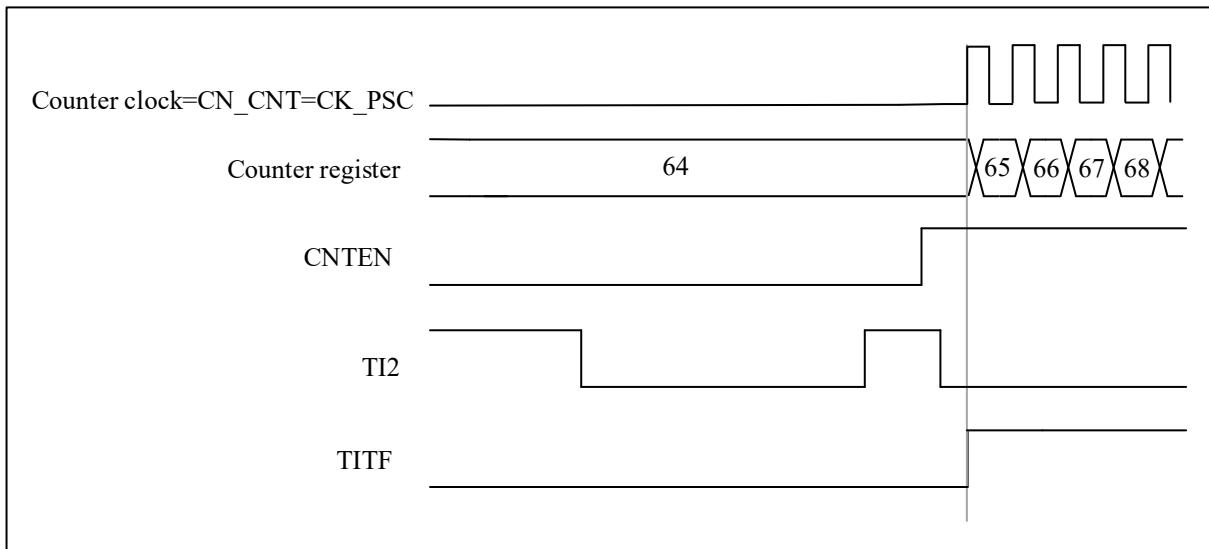 Counter clock=CN_CNT=CK_PSC
Counter register
64
65
66
67
68
CNTEN
TI2
TITF